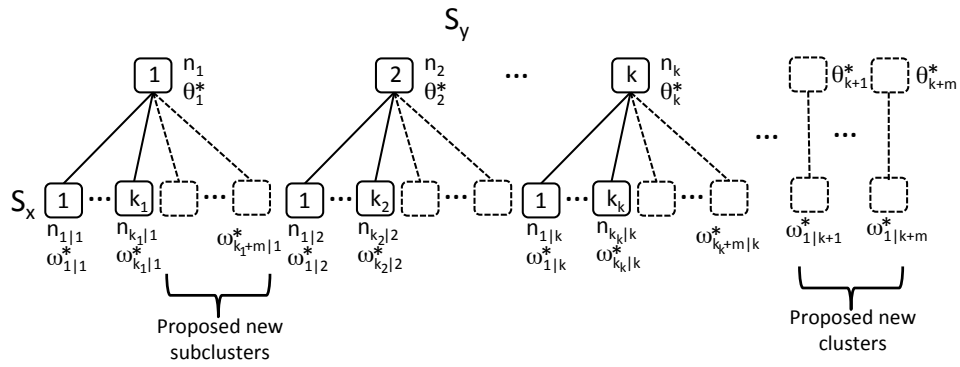 S_y
1 n_1 2 n_2 ... k n_k
θ*_1 θ*_2 θ*_k θ*_{k+1} θ*_{k+m}
... ...
S_x 1 ... k_1 ... 1 ... k_2 ... 1 ... k_k ...
n_{1|1} n_{k_1|1} n_{1|2} n_{k_2|2} n_{1|k} n_{k_k|k}
ω*_{1|1} ω*_{k_1|1} ω*_{k_1+m|1} ω*_{1|2} ω*_{k_2|2} ω*_{1|k} ω*_{k_k|k} ω*_{k_k+m|k} ω*_{1|k+1} ω*_{1|k+m}
Proposed new
subclusters
Proposed new
clusters